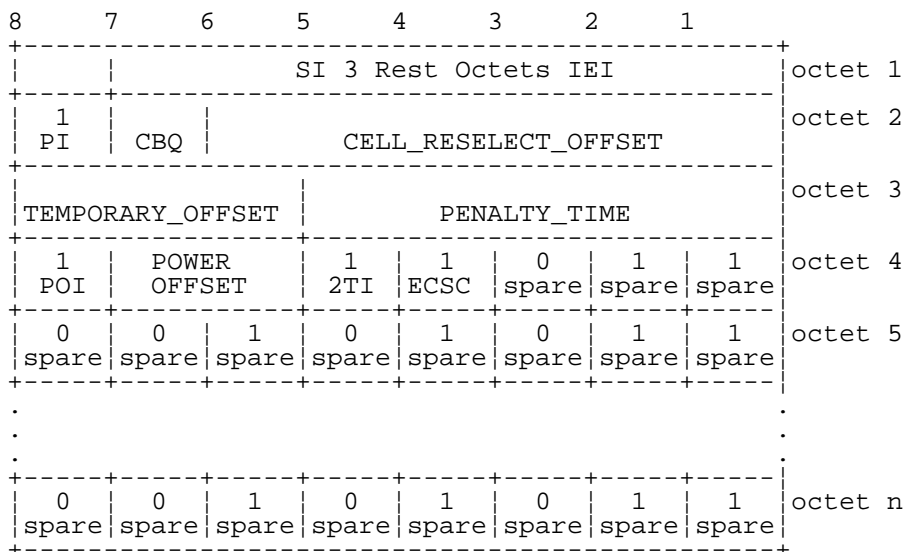 8 7 6 5 4 3 2 1
SI 3 Rest Octets IEI octet 1
1 octet 2
PI CBQ CELL_RESELECT_OFFSET
octet 3
TEMPORARY_OFFSET PENALTY_TIME
1 POWER 1 1 0 1 1 octet 4
POI OFFSET 2TI ECSC spare spare spare
0 0 1 0 1 0 1 1 octet 5
spare spare spare spare spare spare spare spare
0 0 1 0 1 0 1 1 octet n
spare spare spare spare spare spare spare spare